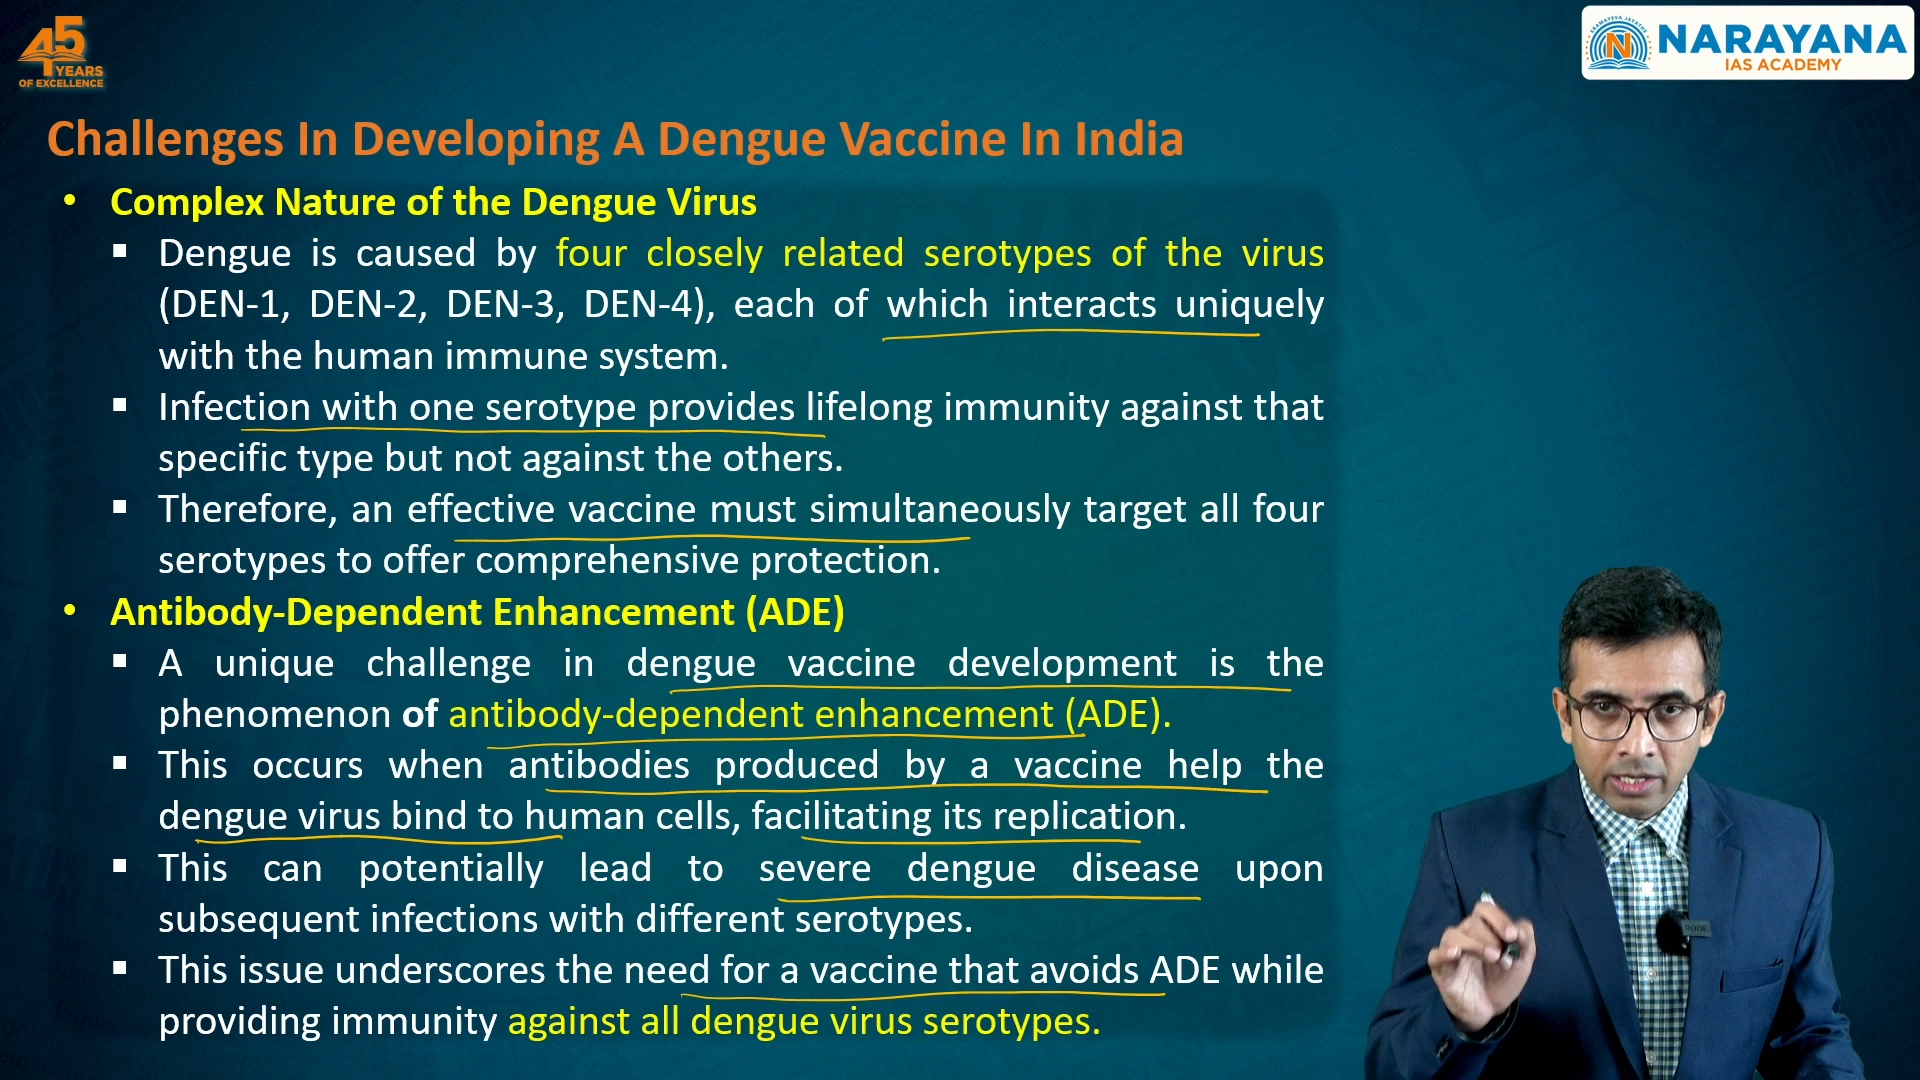 45
YEARS
OF EXCELLENCE
NARAYANA
IAS ACADEMY
Challenges In Developing A Dengue Vaccine In India
• Complex Nature of the Dengue Virus
▪ Dengue is caused by four closely related serotypes of the virus
(DEN-1, DEN-2, DEN-3, DEN-4), each of which interacts uniquely
with the human immune system.
▪ Infection with one serotype provides lifelong immunity against that
specific type but not against the others.
▪ Therefore, an effective vaccine must simultaneously target all four
serotypes to offer comprehensive protection.
• Antibody-Dependent Enhancement (ADE)
▪ A unique challenge in dengue vaccine development is the
phenomenon of antibody-dependent enhancement (ADE).
▪ This occurs when antibodies produced by a vaccine help the
dengue virus bind to human cells, facilitating its replication.
▪ This can potentially lead to severe dengue disease upon
subsequent infections with different serotypes.
▪ This issue underscores the need for a vaccine that avoids ADE while
providing immunity against all dengue virus serotypes.
RODE